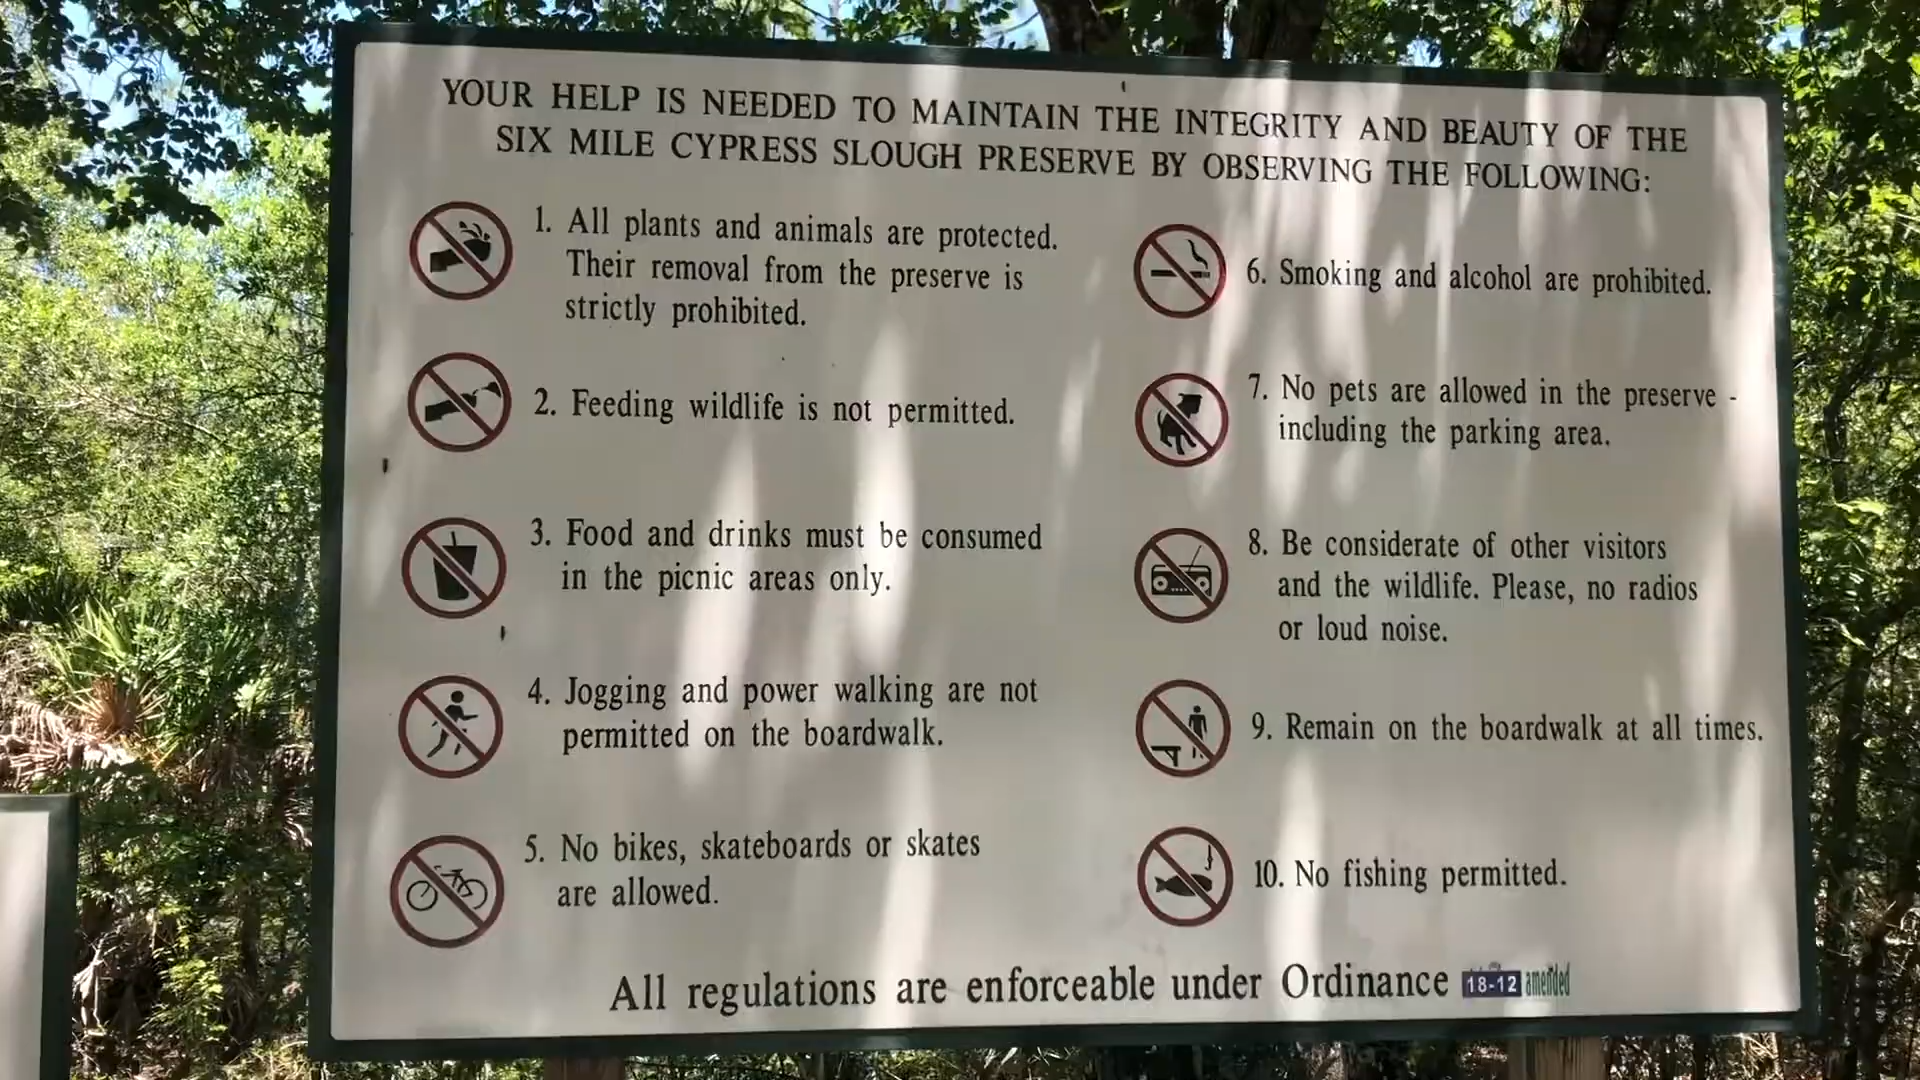 YOUR HELP IS NEEDED TO MAINTAIN THE INTEGRITY AND BEAUTY OF THE
SIX MILE CYPRESS SLOUGH PRESERVE BY OBSERVING THE FOLLOWING:
1. All plants and animals are protected.
Their removal from the preserve is
strictly prohibited.
2. Feeding wildlife is not permitted.
3. Food and drinks must be consumed
in the picnic areas only.
4. Jogging and power walking are not
permitted on the boardwalk.
5. No bikes, skateboards or skates
are allowed.
6. Smoking and alcohol are prohibited.
7. No pets are allowed in the preserve -
including the parking area.
8. Be considerate of other visitors
and the wildlife. Please, no radios
or loud noise.
9. Remain on the boardwalk at all times.
10. No fishing permitted.
All regulations are enforceable under Ordinance 18-12 amended